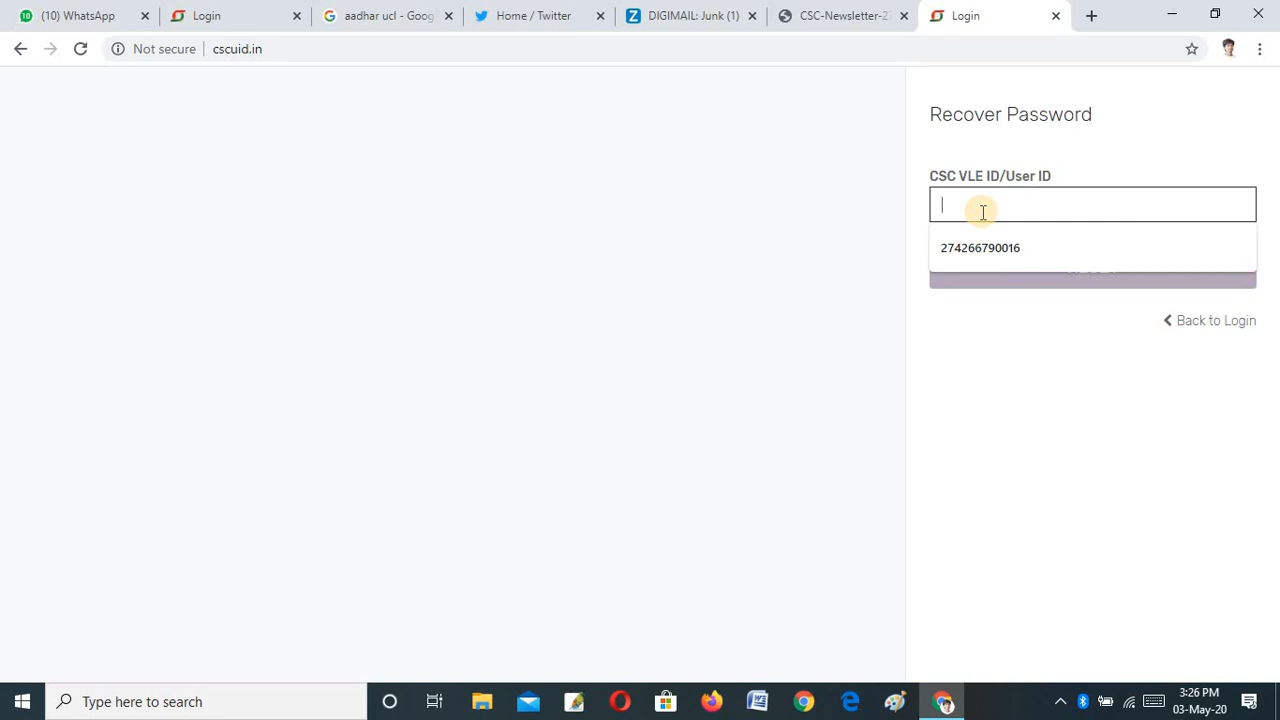 (10) WhatsApp
Login
aadhar ucl - Goog
Home / Twitter
DIGIMAIL: Junk (1)
CSC-Newsletter-27
Login
Not secure
cscuid.in
Recover Password
CSC VLE ID/User ID
274266790016
Back to Login
Type here to search
3:26 PM
03-May-20